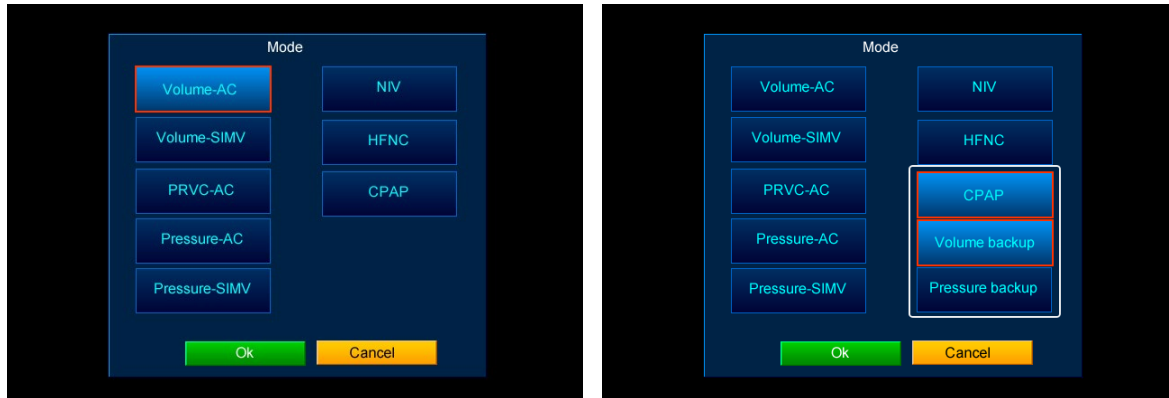 Mode
Volume-AC
NIV
Volume-SIMV
HFNC
PRVC-AC
CPAP
Pressure-AC
Pressure-SIMV
Ok
Cancel
Mode
Volume-AC
NIV
Volume-SIMV
HFNC
PRVC-AC
CPAP
Pressure-AC
Volume backup
Pressure-SIMV
Pressure backup
Ok
Cancel